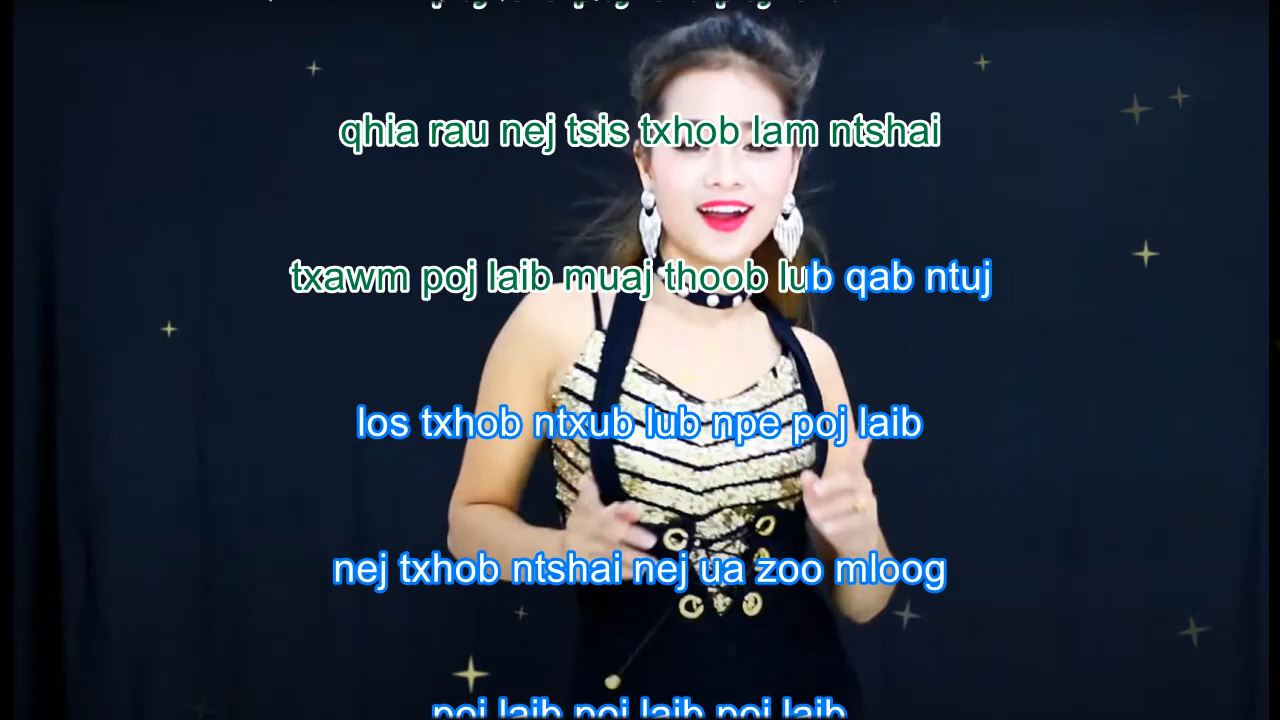 qhia rau nej tsis txhob lam ntshai
txawm poj laib muaj thoob lub qab ntuj
los txhob ntxub lub npe poj laib
nej txhob ntshai nej ua zoo mloog
poj laib poj laib poj laib